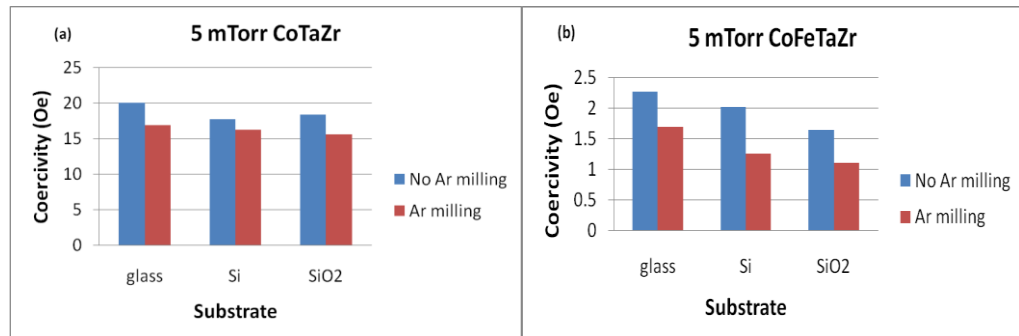 (a)
5 mTorr CoTaZr
Coercivity (Oe)
25
20
15
10
5
0
glass Si SiO2
Substrate
No Ar milling
Ar milling
(b)
5 mTorr CoFeTaZr
Coercivity (Oe)
2.5
2
1.5
1
0.5
0
glass Si SiO2
Substrate
No Ar milling
Ar milling